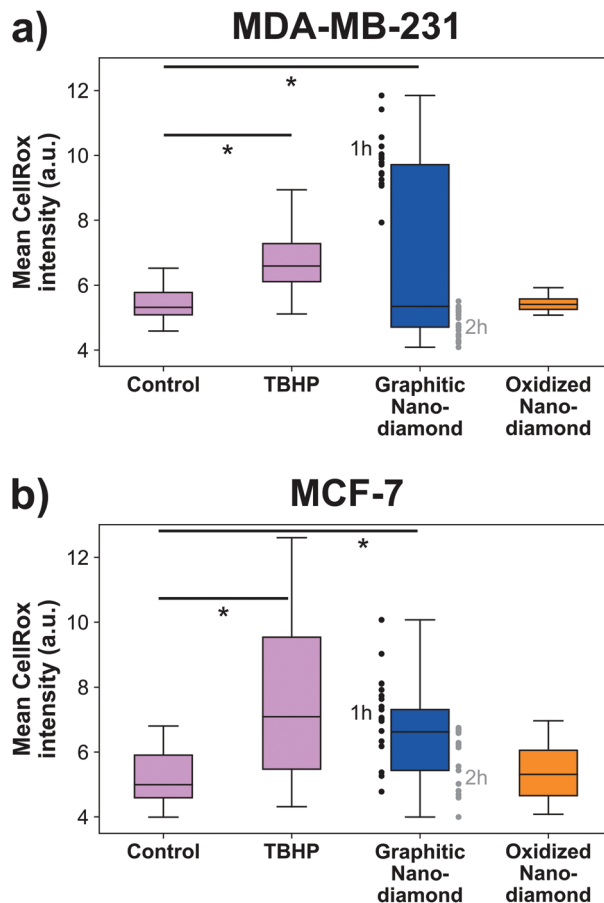 a)
MDA-MB-231
Mean CellRox
intensity (a.u.)
12
10
8
6
4
*
*
1h
2h
Control
TBHP
Graphitic
Nano-
diamond
Oxidized
Nano-
diamond
b)
MCF-7
Mean CellRox
intensity (a.u.)
12
10
8
6
4
*
*
1h
2h
Control
TBHP
Graphitic
Nano-
diamond
Oxidized
Nano-
diamond